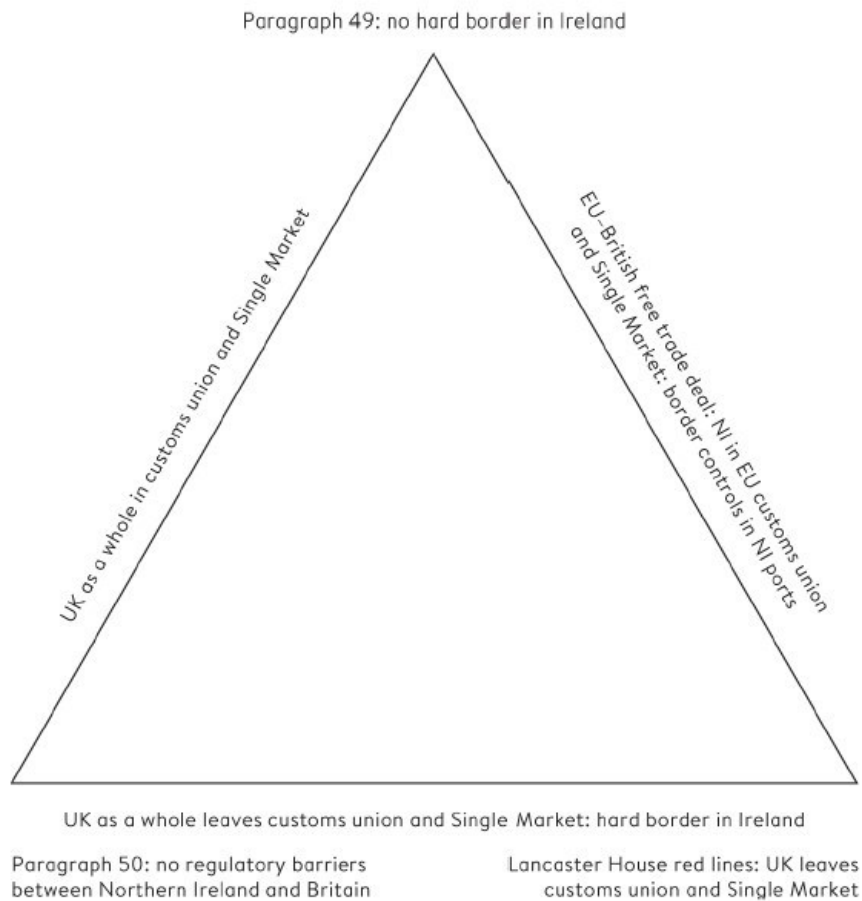 Paragraph 49: no hard border in Ireland
UK as a whole in customs union and Single Market
EU–British free trade deal: NI in EU customs union
and Single Market: border controls in NI ports
UK as a whole leaves customs union and Single Market: hard border in Ireland
Paragraph 50: no regulatory barriers
between Northern Ireland and Britain
Lancaster House red lines: UK leaves
customs union and Single Market